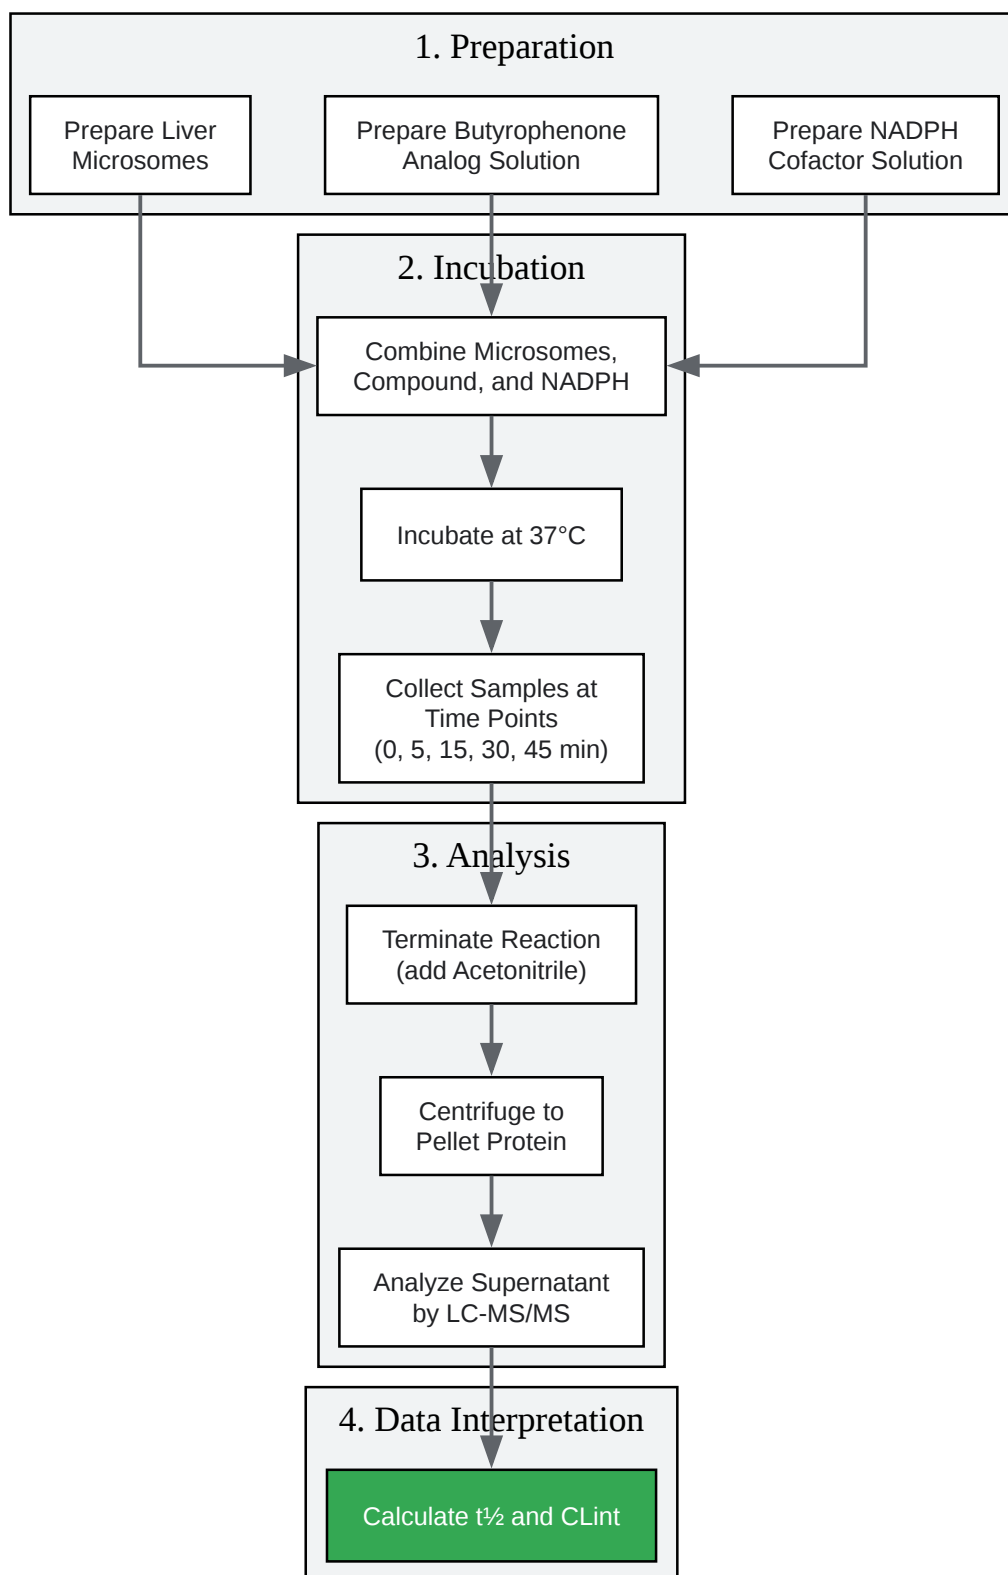 1. Preparation
Prepare Liver
Microsomes
Prepare Butyrophenone
Analog Solution
Prepare NADPH
Cofactor Solution
2. Incubation
Combine Microsomes,
Compound, and NADPH
Incubate at 37°C
Collect Samples at
Time Points
(0, 5, 15, 30, 45 min)
3. Analysis
Terminate Reaction
(add Acetonitrile)
Centrifuge to
Pellet Protein
Analyze Supernatant
by LC-MS/MS
4. Data Interpretation
Calculate t½ and CLint